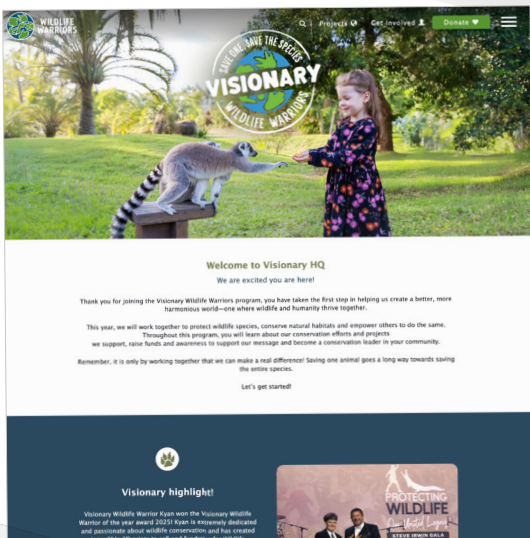 WILDLIFE
WARRIORS
Projects
Get Involved
Donate
SAVE ONE, SAVE THE SPECIES
VISIONARY
WILDLIFE WARRIORS
Welcome to Visionary HQ
We are excited you are here!
Thank you for joining the Visionary Wildlife Warriors program, you have taken the first step in helping us create a better, more
harmonious world—one where wildlife and humanity thrive together.
This year, we will work together to protect wildlife species, conserve natural habitats and empower others to do the same.
Throughout this program, you will learn about our conservation efforts and projects
we support, raise funds and awareness to support our message and become a conservation leader in your community.
Remember, it is only by working together that we can make a real difference! Saving one animal goes a long way towards saving
the entire species.
Let's get started!
Visionary highlight!
Visionary Wildlife Warrior Kyan won the Visionary Wildlife
Warrior of the year award 2025! Kyan is extremely dedicated
and passionate about wildlife conservation and has created
PROTECTING
WILDLIFE
Our United Legacy
STEVE IRWIN GALA